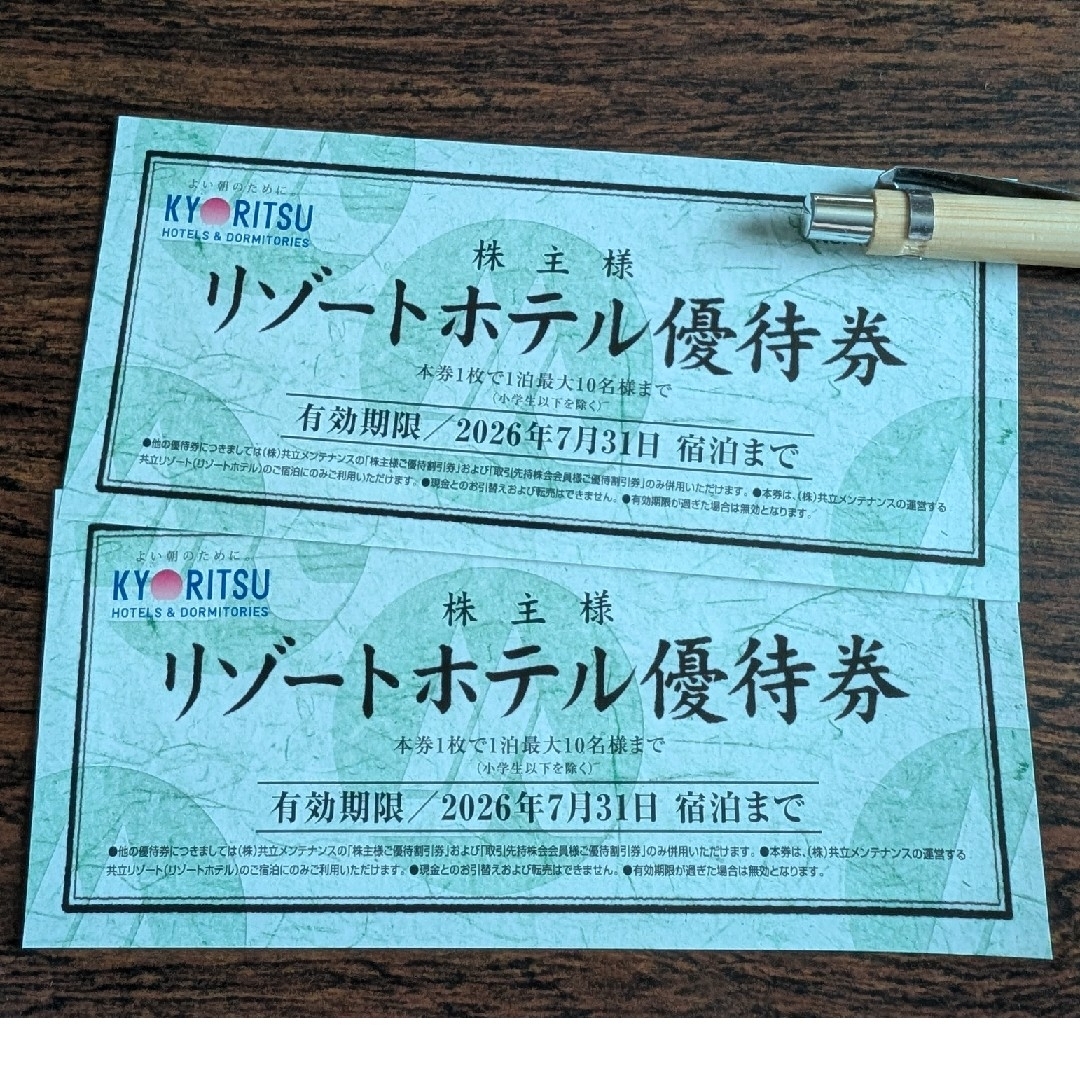 よい朝のために…
KYORITSU
HOTELS & DORMITORIES
株主様
リゾートホテル優待券
本券1枚で1泊最大10名様まで
（小学生以下を除く）
有効期限／2026年7月31日 宿泊まで
●他の優待券につきましては(株)共立メンテナンスの「株主様ご優待割引券」および「取引先持株会会員様ご優待割引券」のみ併用いただけます。●本券は、(株)共立メンテナンスの運営する
共立リゾート(リゾートホテル)のご宿泊にのみご利用いただけます。●現金とのお引替えおよび転売はできません。●有効期限が過ぎた場合は無効となります。
よい朝のために…
KYORITSU
HOTELS & DORMITORIES
株主様
リゾートホテル優待券
本券1枚で1泊最大10名様まで
（小学生以下を除く）
有効期限／2026年7月31日 宿泊まで
●他の優待券につきましては(株)共立メンテナンスの「株主様ご優待割引券」および「取引先持株会会員様ご優待割引券」のみ併用いただけます。●本券は、(株)共立メンテナンスの運営する
共立リゾート(リゾートホテル)のご宿泊にのみご利用いただけます。●現金とのお引替えおよび転売はできません。●有効期限が過ぎた場合は無効となります。